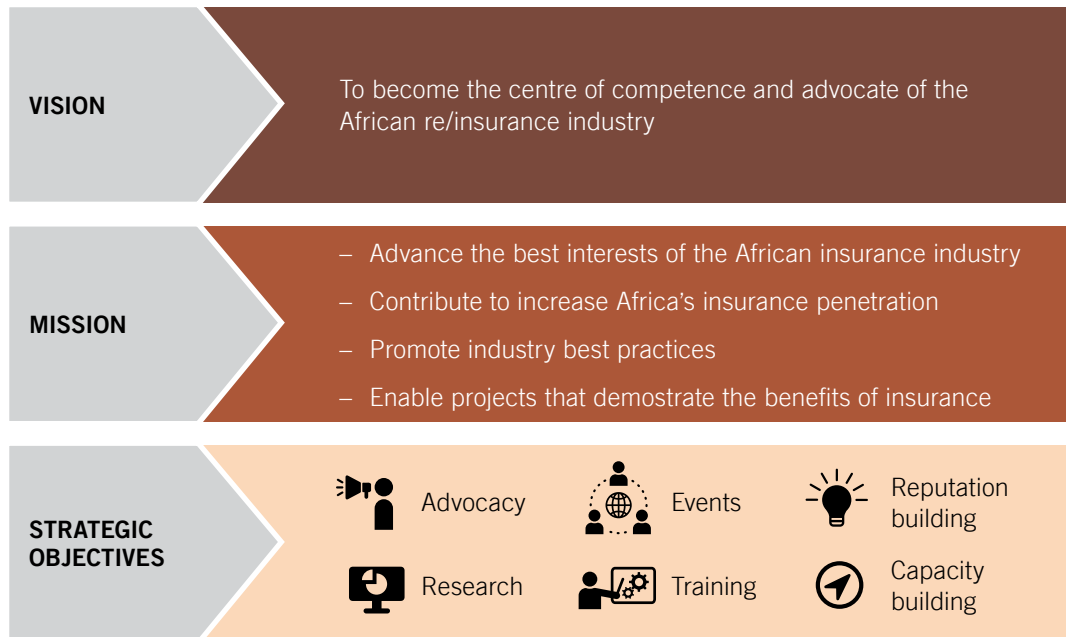 VISION
To become the centre of competence and advocate of the
African re/insurance industry
MISSION
– Advance the best interests of the African insurance industry
– Contribute to increase Africa's insurance penetration
– Promote industry best practices
– Enable projects that demostrate the benefits of insurance
STRATEGIC
OBJECTIVES
Advocacy
Events
Reputation
building
Research
Training
Capacity
building